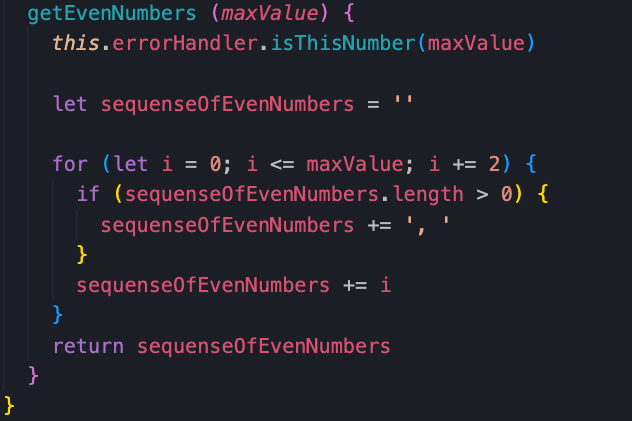 getEvenNumbers (maxValue) {
this.errorHandler.isThisNumber(maxValue)
let sequenseOfEvenNumbers = ''
for (let i = 0; i <= maxValue; i += 2) {
if (sequenseOfEvenNumbers.length > 0) {
sequenseOfEvenNumbers += ', '
}
sequenseOfEvenNumbers += i
}
return sequenseOfEvenNumbers
}
}